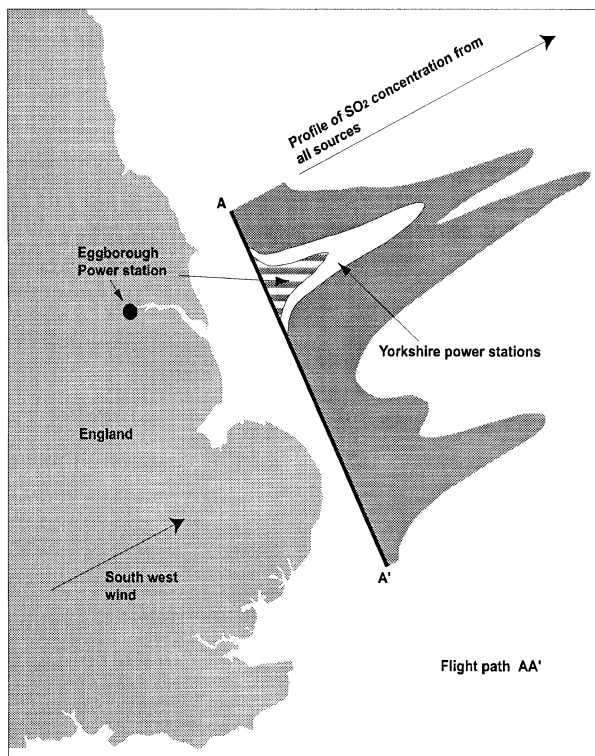 Profile of SO2 concentration from
all sources
A
Eggborough
Power station
Yorkshire power stations
England
South west
wind
A'
Flight path AA'